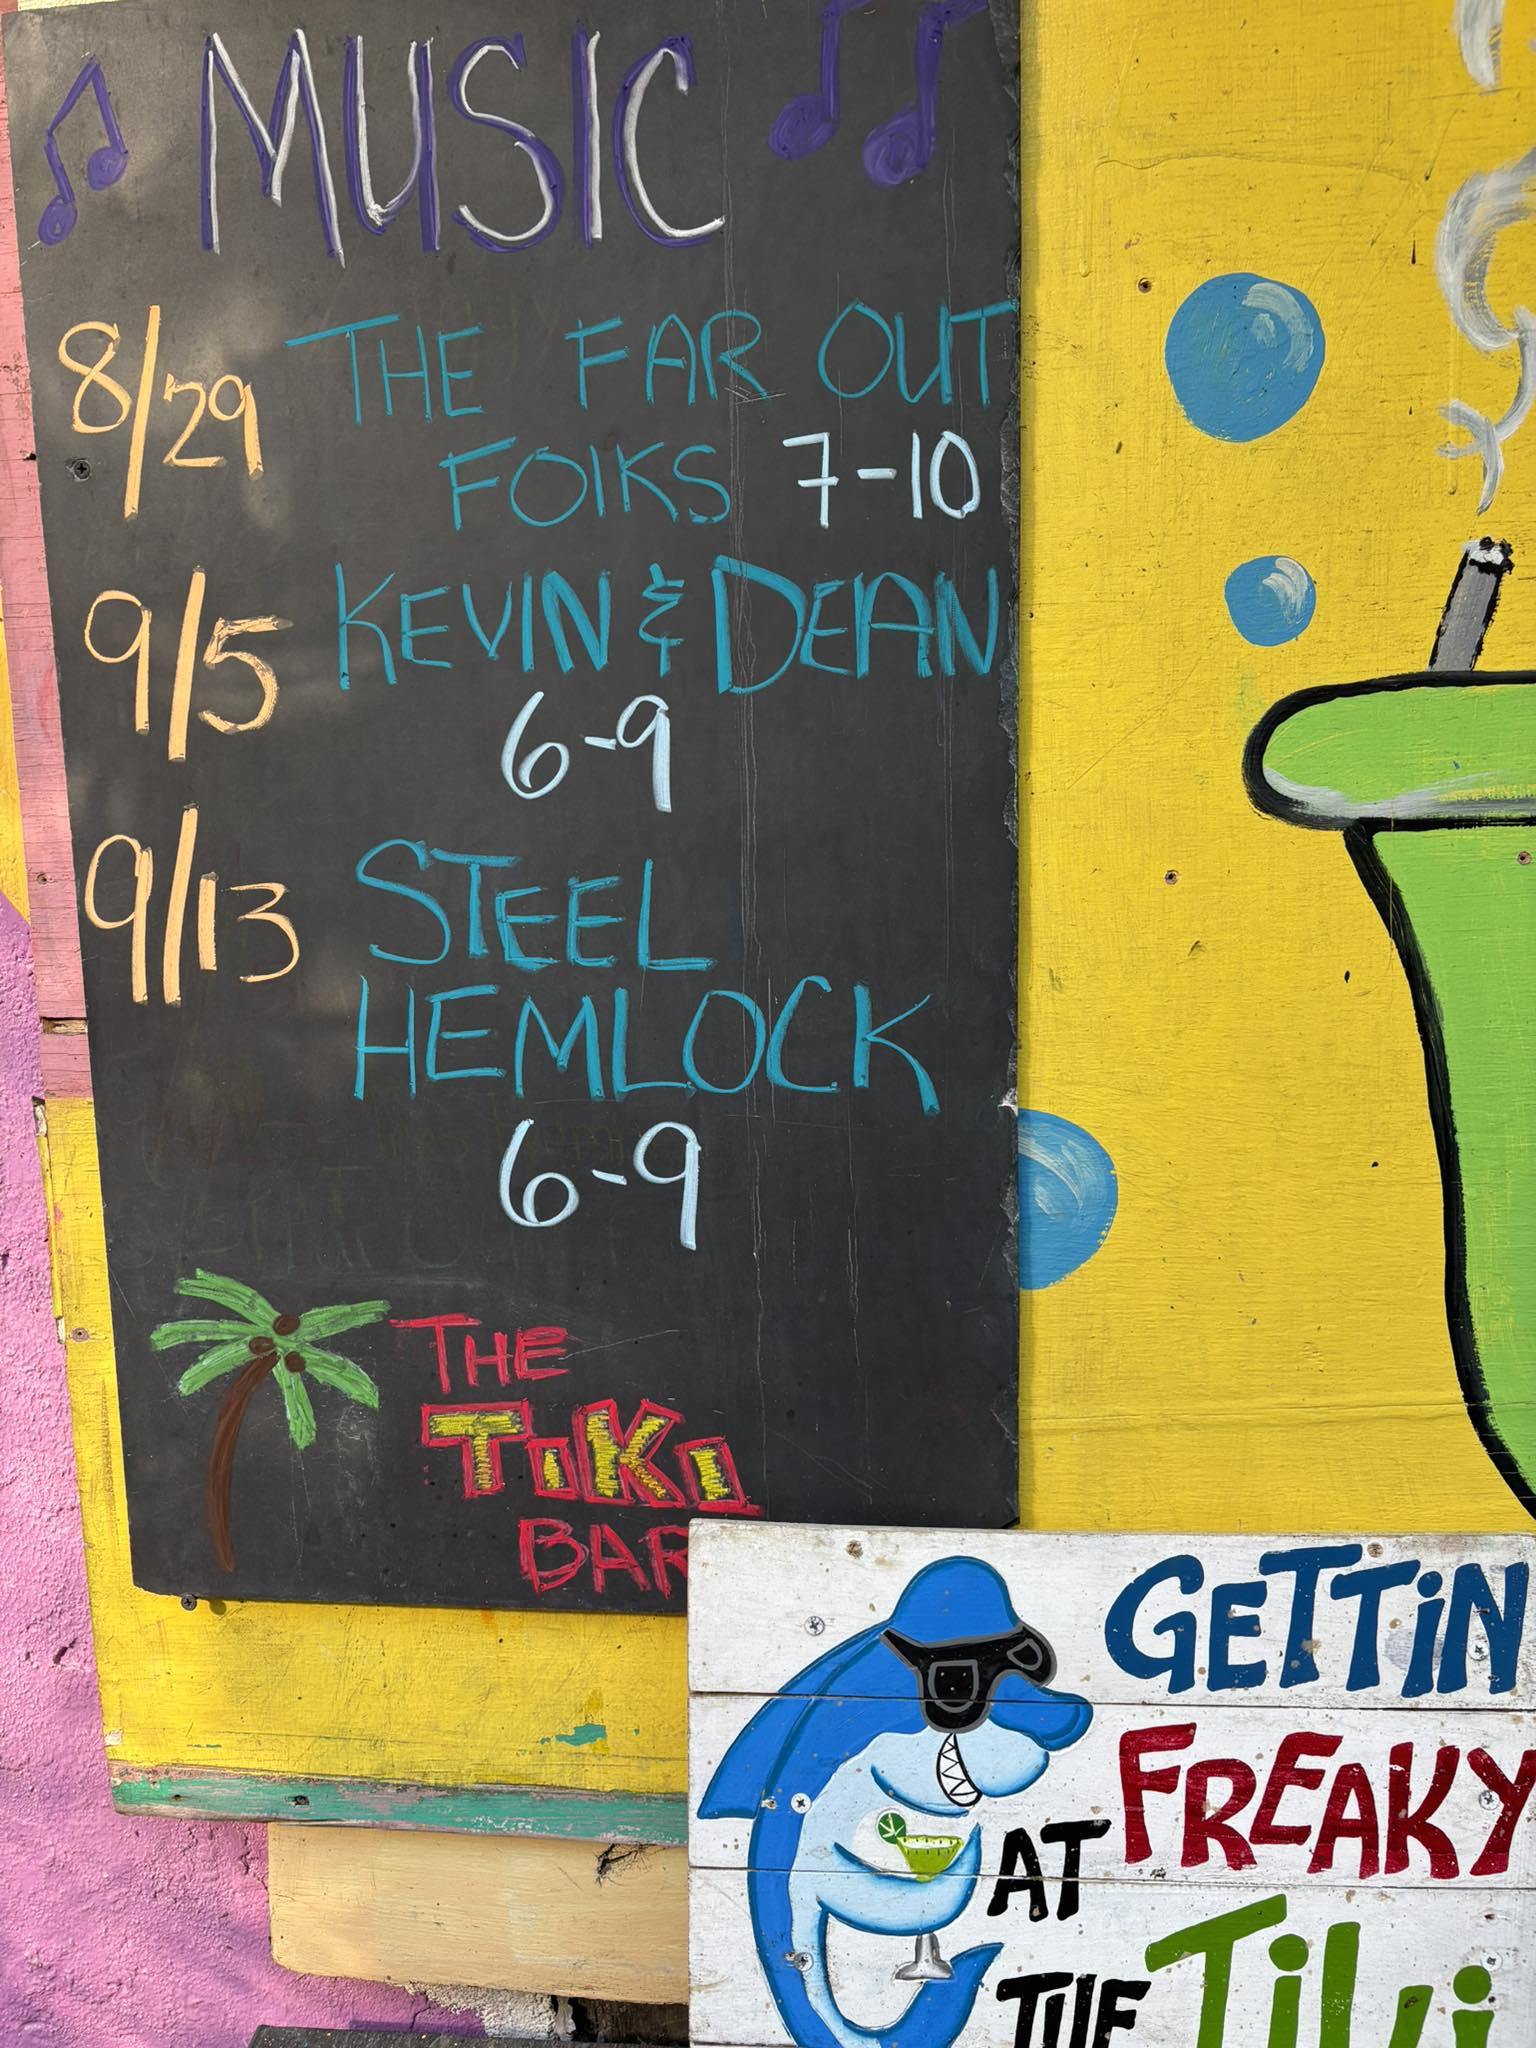 MUSIC
8/29 THE FAR OUT
FOlKS 7-10
9/5 KEVIN & DEAN
6-9
9/13 STEEL
HEMLOCK
6-9
THE
TiKi
BAR
GETTiN
FREAKY
AT
THE TiKi